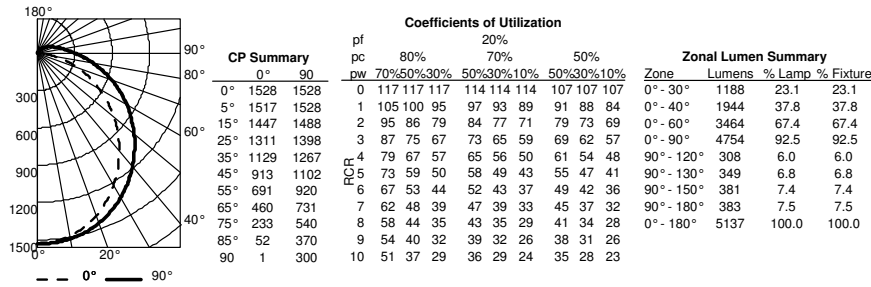 180°
90°
80°
60°
40°
20°
0°
300
600
900
1200
1500
0° 90°
CP Summary
0° 90
0° 1528 1528
5° 1517 1528
15° 1447 1488
25° 1311 1398
35° 1129 1267
45° 913 1102
55° 691 920
65° 460 731
75° 233 540
85° 52 370
90 1 300
Coefficients of Utilization
pf 20%
pc 80% 70% 50%
pw 70%50%30% 50%30%10% 50%30%10%
RCR
0 117 117 117 114 114 114 107 107 107
1 105 100 95 97 93 89 91 88 84
2 95 86 79 84 77 71 79 73 69
3 87 75 67 73 65 59 69 62 57
4 79 67 57 65 56 50 61 54 48
5 73 59 50 58 49 43 55 47 41
6 67 53 44 52 43 37 49 42 36
7 62 48 39 47 39 33 45 37 32
8 58 44 35 43 35 29 41 34 28
9 54 40 32 39 32 26 38 31 26
10 51 37 29 36 29 24 35 28 23
Zonal Lumen Summary
Zone Lumens % Lamp % Fixture
0° - 30° 1188 23.1 23.1
0° - 40° 1944 37.8 37.8
0° - 60° 3464 67.4 67.4
0° - 90° 4754 92.5 92.5
90° - 120° 308 6.0 6.0
90° - 130° 349 6.8 6.8
90° - 150° 381 7.4 7.4
90° - 180° 383 7.5 7.5
0° - 180° 5137 100.0 100.0